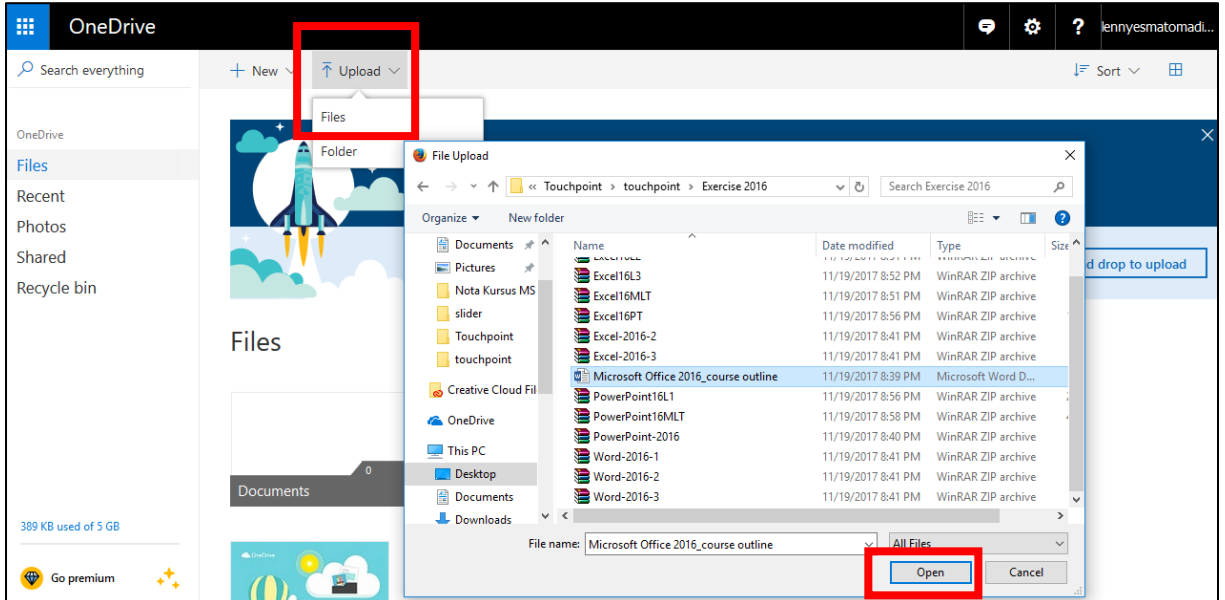 OneDrive
? lennyesmatomadi...
Search everything
New
Upload
Sort
Files
Folder
OneDrive
Files
Recent
Photos
Shared
Recycle bin
d drop to upload
Files
0
Documents
389 KB used of 5 GB
Go premium
OneDrive
File Upload
« Touchpoint > touchpoint > Exercise 2016
Search Exercise 2016
Organize New folder
Documents
Pictures
Nota Kursus MS
slider
Touchpoint
touchpoint
Creative Cloud Fil
OneDrive
This PC
Desktop
Documents
Downloads
Name Date modified Type Size
Excel16L3 11/19/2017 8:52 PM WinRAR ZIP archive
Excel16MLT 11/19/2017 8:51 PM WinRAR ZIP archive
Excel16PT 11/19/2017 8:56 PM WinRAR ZIP archive
Excel-2016-2 11/19/2017 8:41 PM WinRAR ZIP archive
Excel-2016-3 11/19/2017 8:41 PM WinRAR ZIP archive
Microsoft Office 2016_course outline 11/19/2017 8:39 PM Microsoft Word D...
PowerPoint16L1 11/19/2017 8:56 PM WinRAR ZIP archive
PowerPoint16MLT 11/19/2017 8:58 PM WinRAR ZIP archive
PowerPoint-2016 11/19/2017 8:40 PM WinRAR ZIP archive
Word-2016-1 11/19/2017 8:41 PM WinRAR ZIP archive
Word-2016-2 11/19/2017 8:41 PM WinRAR ZIP archive
Word-2016-3 11/19/2017 8:41 PM WinRAR ZIP archive
File name: Microsoft Office 2016_course outline All Files
Open Cancel